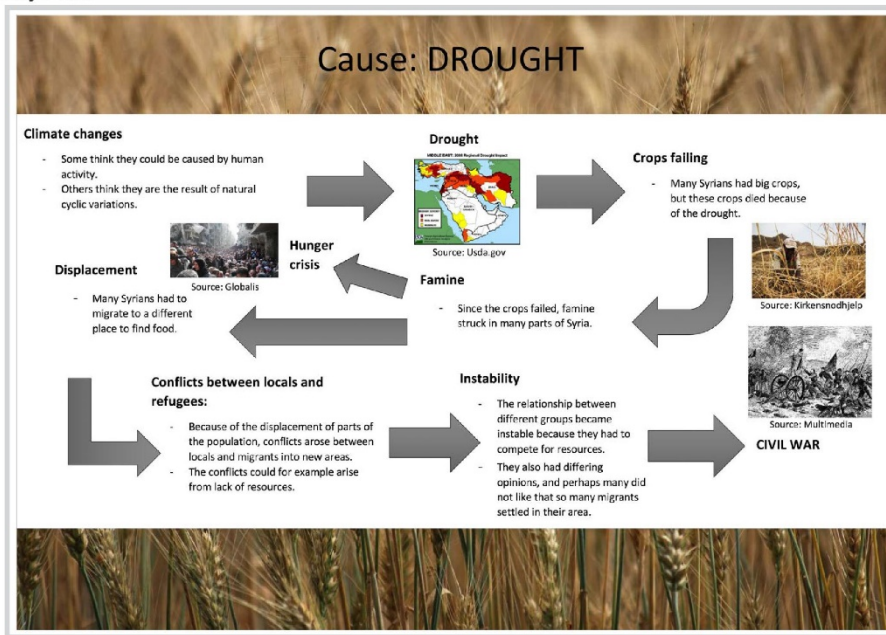 Cause: DROUGHT
Climate changes
- Some think they could be caused by human
activity.
- Others think they are the result of natural
cyclic variations.
Drought
MIDDLE EAST: 2008 Regional Drought Impact
Source: Usda.gov
Crops failing
- Many Syrians had big crops,
but these crops died because
of the drought.
Source: Kirkensnodhjelp
Famine
- Since the crops failed, famine
struck in many parts of Syria.
Hunger
crisis
Source: Globalis
Displacement
- Many Syrians had to
migrate to a different
place to find food.
Conflicts between locals and
refugees:
- Because of the displacement of parts of
the population, conflicts arose between
locals and migrants into new areas.
- The conflicts could for example arise
from lack of resources.
Instability
- The relationship between
different groups became
instable because they had to
compete for resources.
- They also had differing
opinions, and perhaps many did
not like that so many migrants
settled in their area.
Source: Multimedia
CIVIL WAR